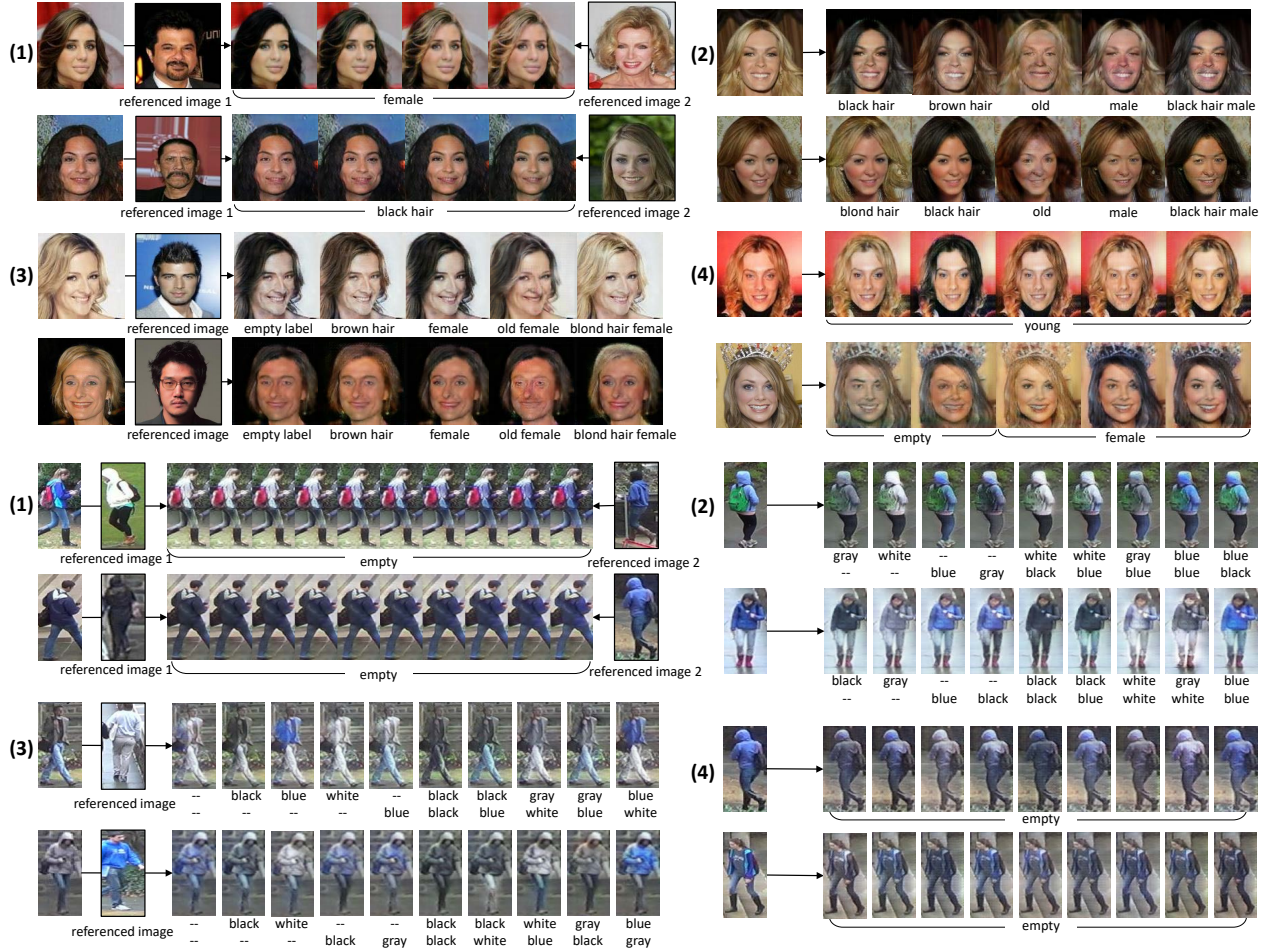 (1)
referenced image 1
female
referenced image 2
referenced image 1
black hair
referenced image 2
(2)
black hair brown hair old male black hair male
blond hair black hair old male black hair male
(3)
referenced image empty label brown hair female old female blond hair female
referenced image empty label brown hair female old female blond hair female
(4)
young
empty female
(1)
referenced image 1
empty
referenced image 2
referenced image 1
empty
referenced image 2
(2)
gray white -- -- white white gray blue blue
-- -- blue gray black blue blue blue black
black gray -- -- black black white gray blue
-- -- blue black black blue white white blue
(3)
referenced image
-- black blue white -- black black gray gray blue
-- -- -- -- blue black blue white blue white
referenced image
-- black white -- -- black black white gray blue
-- -- -- black gray black white blue black gray
(4)
empty
empty